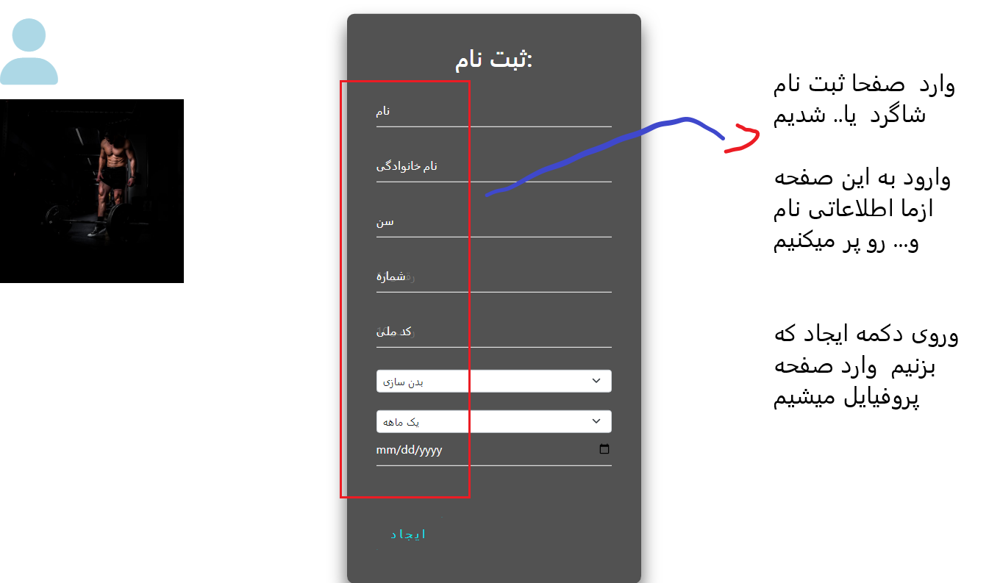 ثبت نام:
نام
نام خانوادگی
سن
شماره
کد ملی
بدن سازی
یک ماهه
mm/dd/yyyy
ایجاد
وارد صفحا ثبت نام
شاگرد یا.. شدیم
وارود به این صفحه
ازما اطلاعاتی نام
و... رو پر میکنیم
وروی دکمه ایجاد که
بزنیم وارد صفحه
پروفیایل میشیم